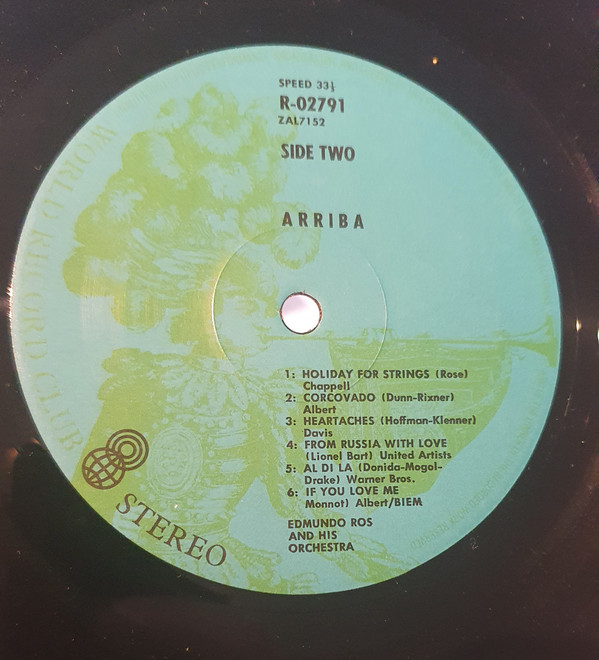 SPEED 33⅓
R-02791
ZAL7152
SIDE TWO
ARRIBA
1: HOLIDAY FOR STRINGS (Rose)
Chappell
2: CORCOVADO (Dunn-Rixner)
Albert
3: HEARTACHES (Hoffman-Klenner)
Davis
4: FROM RUSSIA WITH LOVE
(Lionel Bart) United Artists
5: AL DI LA (Donida-Mogol-
Drake) Warner Bros.
6: IF YOU LOVE ME
Monnot) Albert/BIEM
EDMUNDO ROS
AND HIS
ORCHESTRA
STEREO
WORLD RECORD CLUB
2